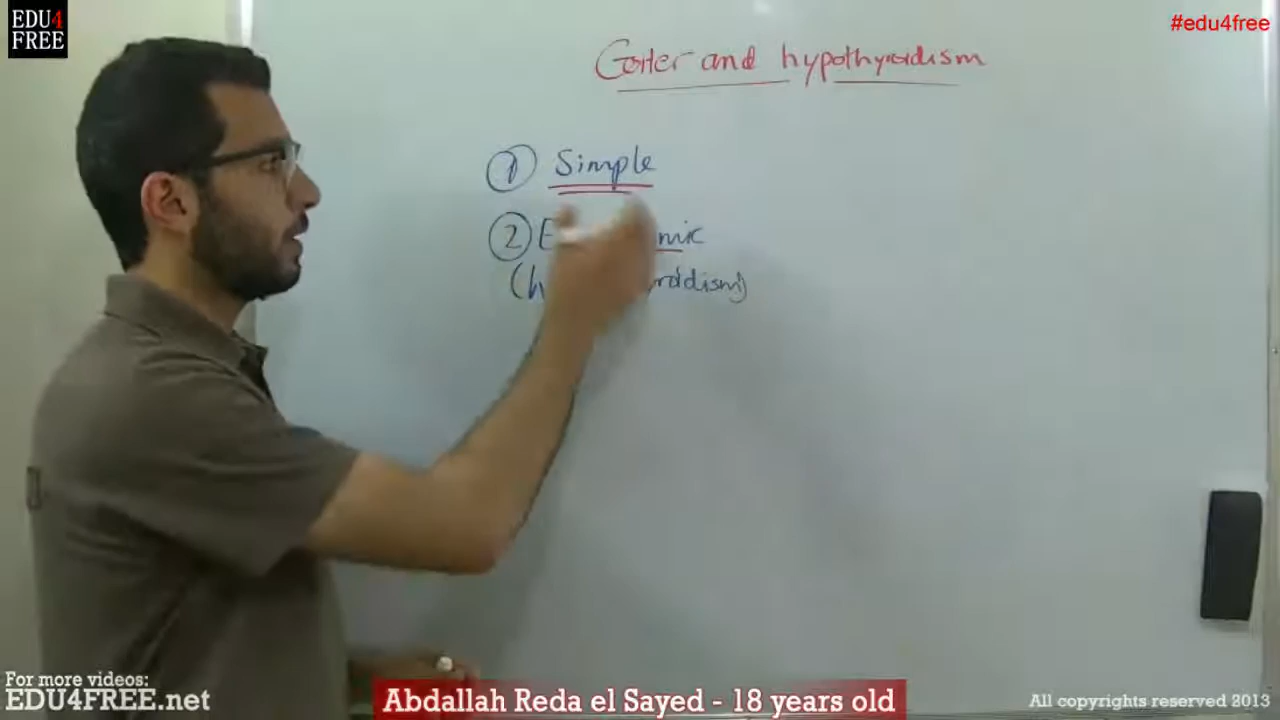 EDU4
FREE
#edu4free
Goiter and hypothyroidism
1 Simple
2
For more videos:
EDU4FREE.net
Abdallah Reda el Sayed - 18 years old
All copyrights reserved 2013